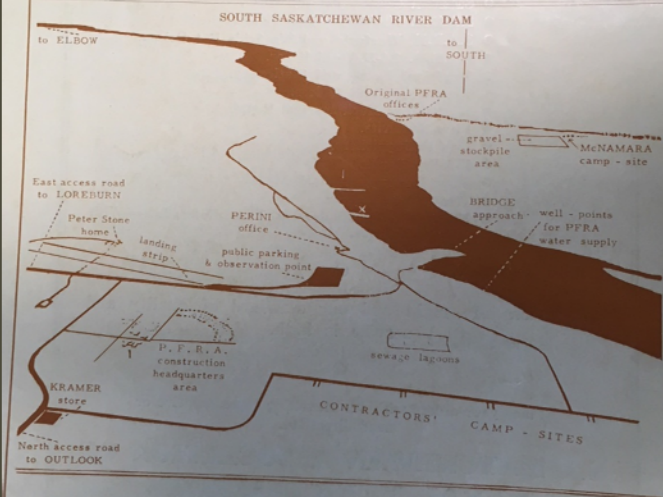 SOUTH SASKATCHEWAN RIVER DAM
to ELBOW
to
SOUTH
Original PFRA
offices
gravel
stockpile
area
McNAMARA
camp - site
East access road
to LOREBURN
Peter Stone
home
landing
strip
PERINI
office
public parking
& observation point
BRIDGE
approach
well - points
for PFRA
water supply
P. F. R. A.
construction
headquarters
area
sewage lagoons
KRAMER
store
CONTRACTORS' CAMP - SITES
North access road
to OUTLOOK